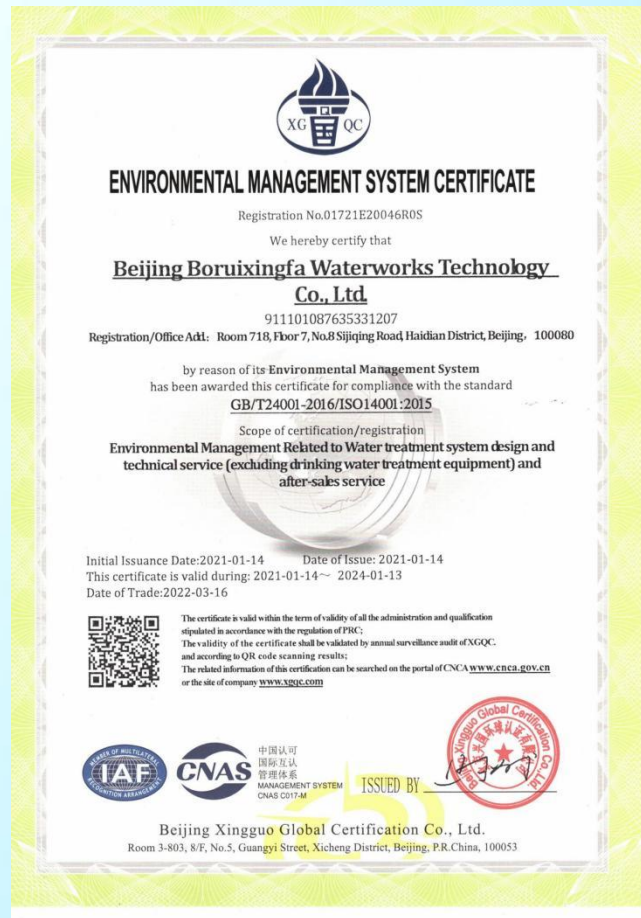 XG QC
ENVIRONMENTAL MANAGEMENT SYSTEM CERTIFICATE
Registration No.01721E20046R0S
We hereby certify that
Beijing Boruixingfa Waterworks Technology
Co., Ltd
911101087635331207
Registration/Office Add.: Room 718, Floor 7, No.8 Sijiqing Road, Haidian District, Beijing, 100080
by reason of its Environmental Management System
has been awarded this certificate for compliance with the standard
GB/T24001-2016/ISO14001:2015
Scope of certification/registration
Environmental Management Related to Water treatment system design and
technical service (excluding drinking water treatment equipment) and
after-sales service
Initial Issuance Date:2021-01-14 Date of Issue: 2021-01-14
This certificate is valid during: 2021-01-14~ 2024-01-13
Date of Trade:2022-03-16
The certificate is valid within the term of validity of all the administration and qualification
stipulated in accordance with the regulation of PRC;
The validity of the certificate shall be validated by annual surveillance audit of XGQC.
and according to QR code scanning results;
The related information of this certification can be searched on the portal of CNCA www.cnca.gov.cn
or the site of company www.xgqc.com
MEMBER OF MULTILATERAL
IAF
RECOGNITION ARRANGEMENT
CNAS
中国认可
国际互认
管理体系
MANAGEMENT SYSTEM
CNAS C017-M
ISSUED BY
Beijing Xingguo Global Certification Co., Ltd.
Beijing Xingguo Global Certification Co., Ltd.
Room 3-803, 8/F, No.5, Guangyi Street, Xicheng District, Beijing, P.R.China, 100053